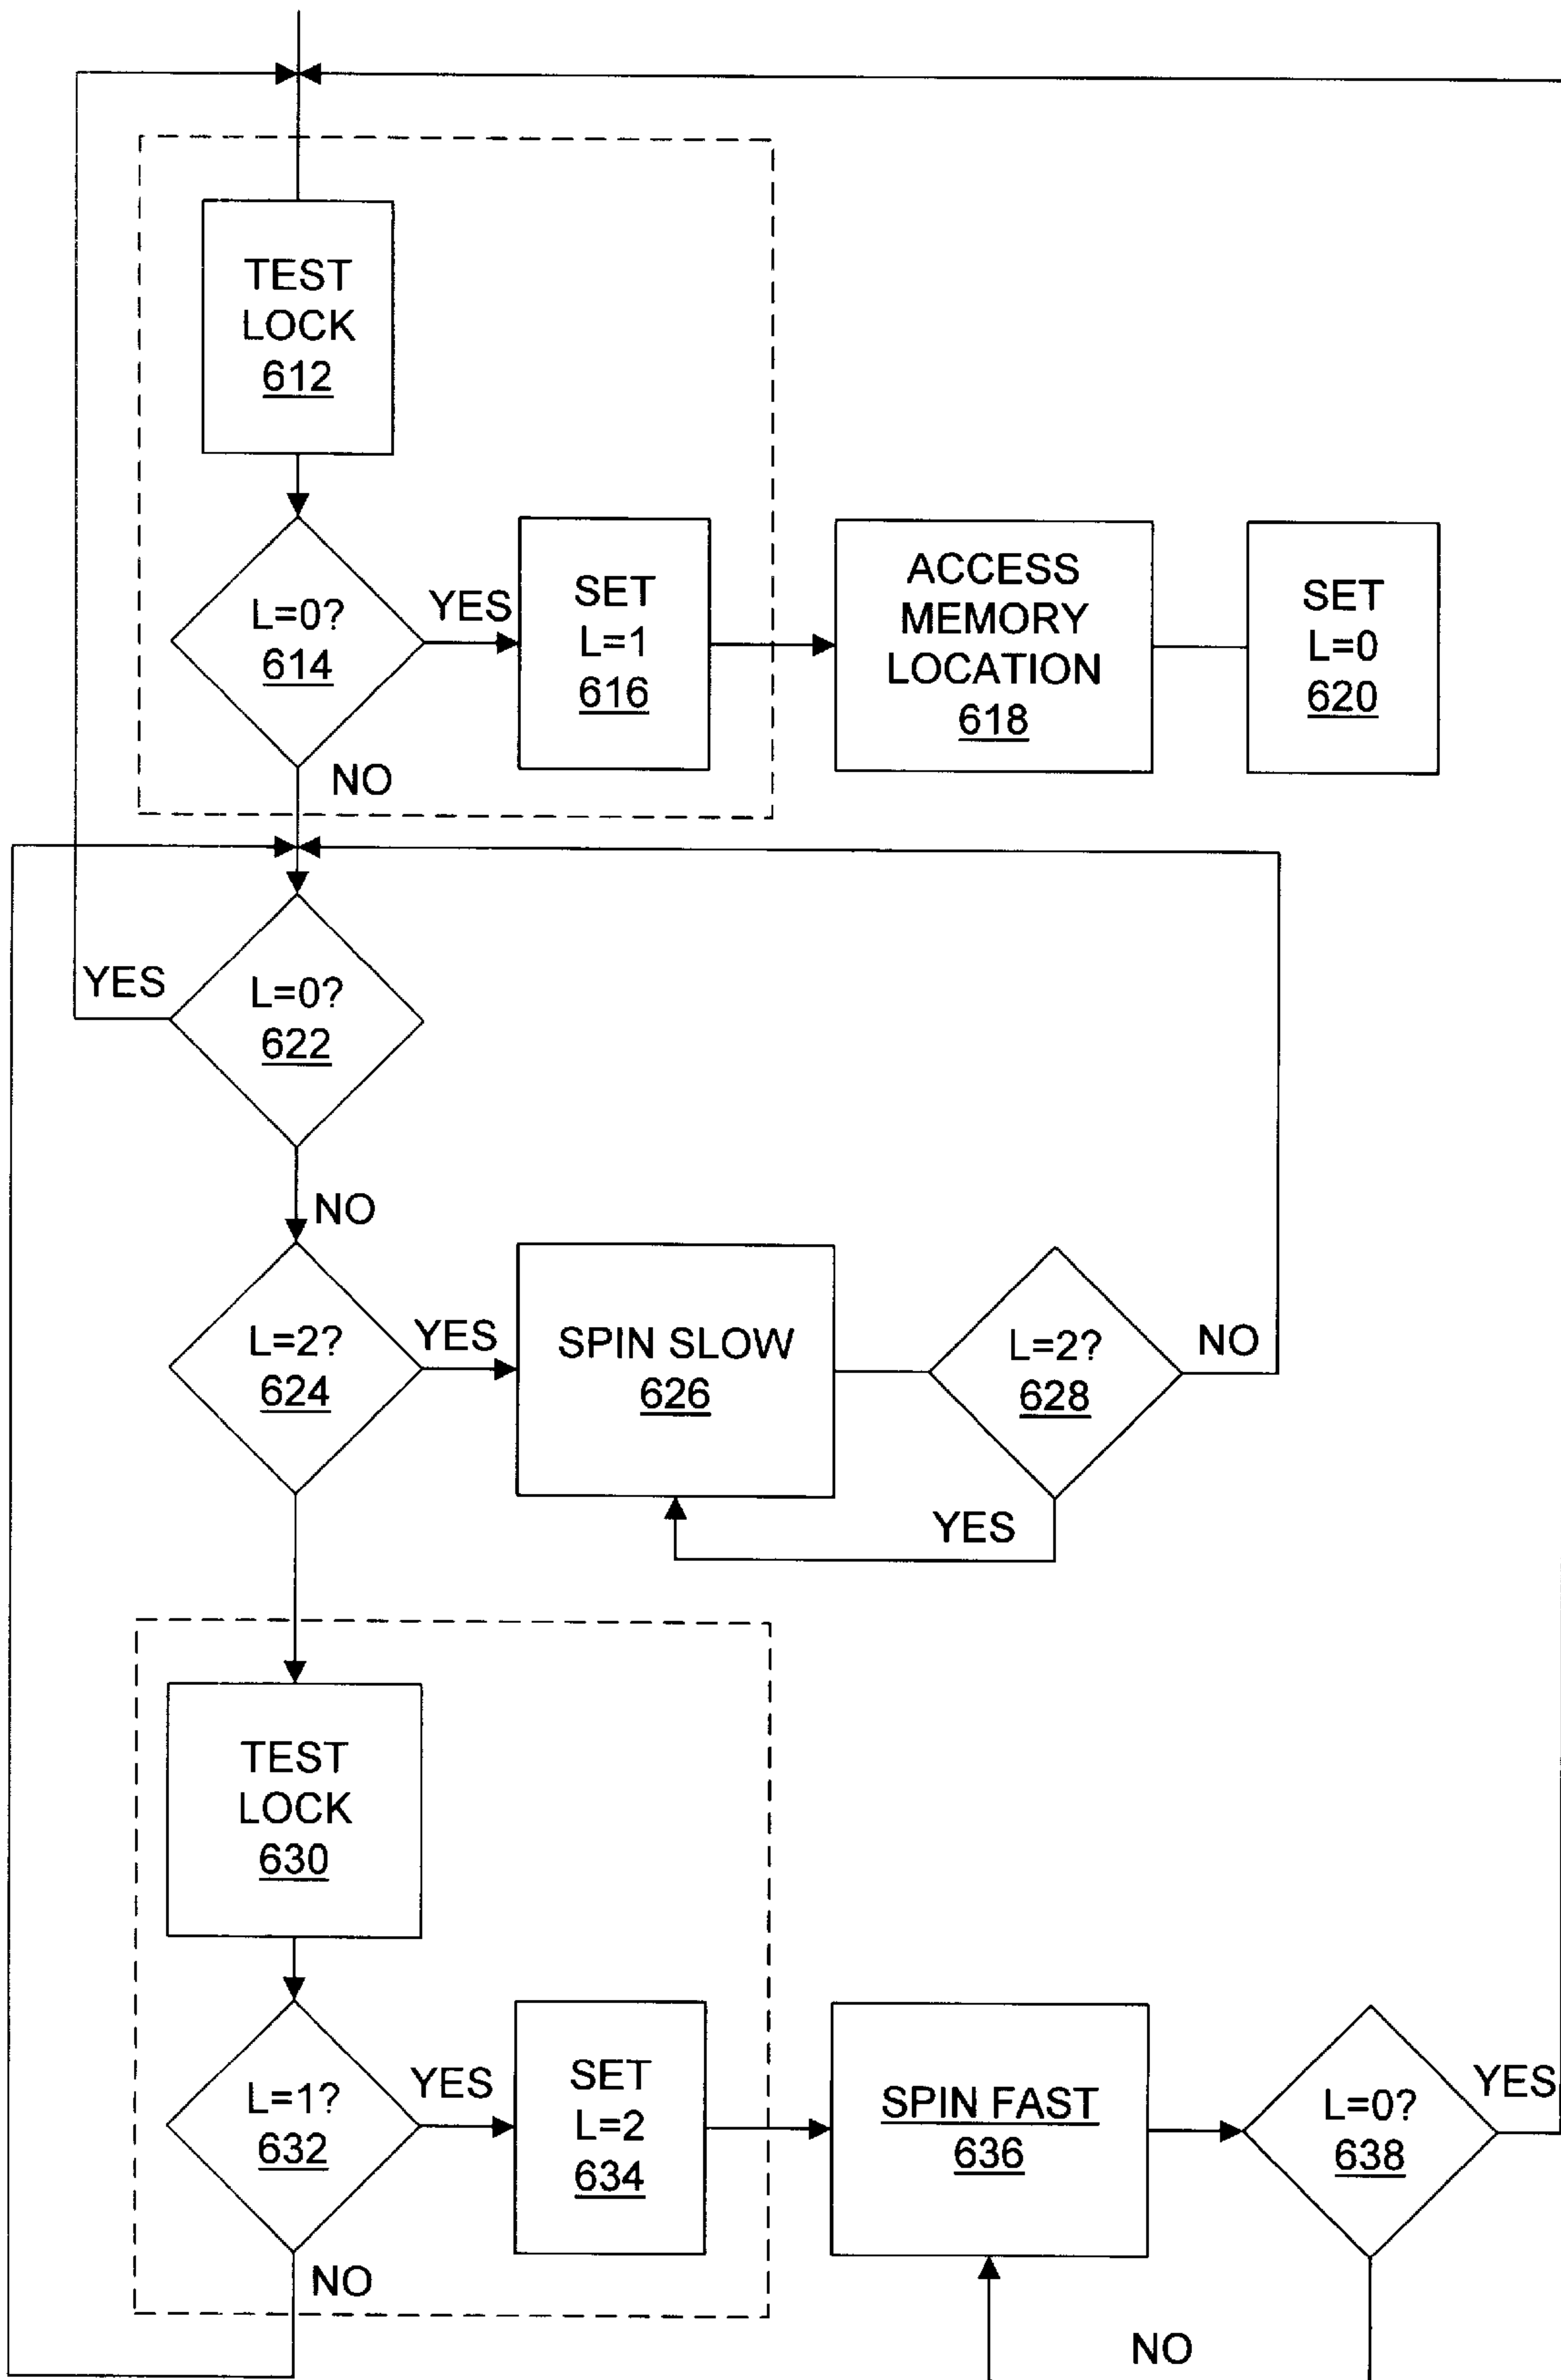 TEST
LOCK
612
L=0?
614
YES
SET
L=1
616
ACCESS
MEMORY
LOCATION
618
SET
L=0
620
NO
YES
L=0?
622
NO
L=2?
624
YES
SPIN SLOW
626
L=2?
628
NO
YES
TEST
LOCK
630
L=1?
632
YES
SET
L=2
634
SPIN FAST
636
L=0?
638
YES
NO
NO